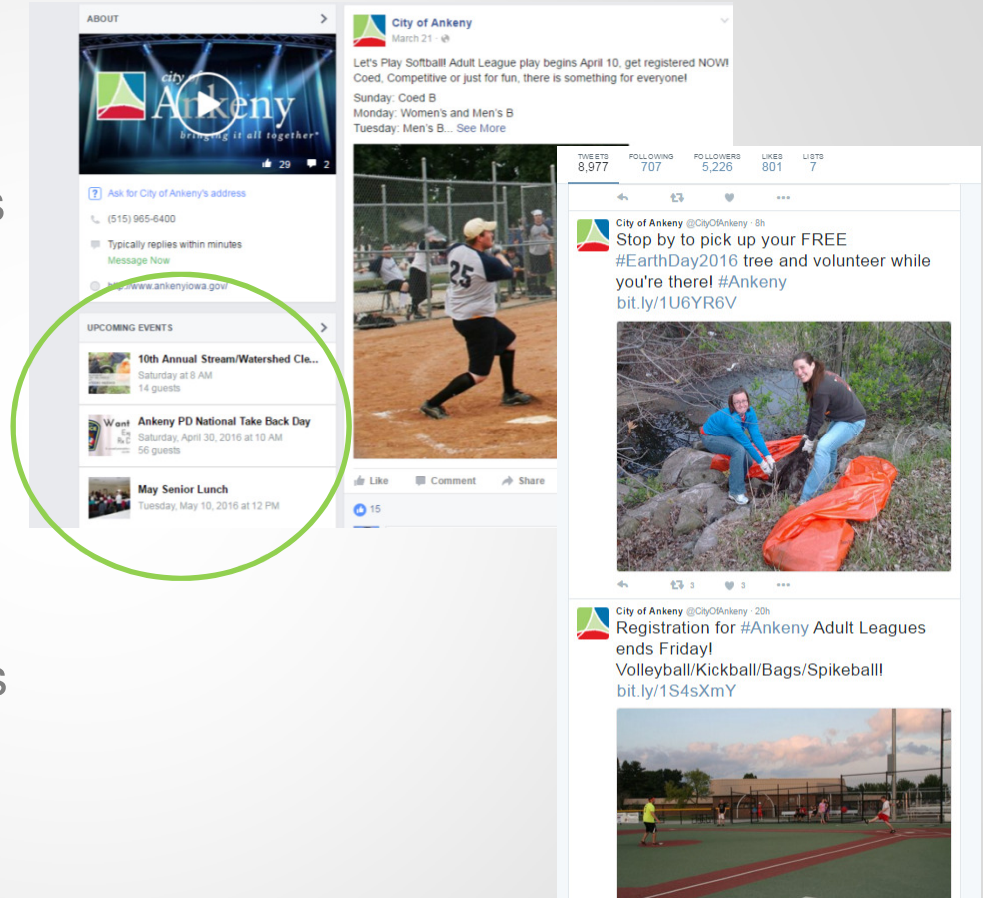 ABOUT
city of
Ankeny
bringing it all together*
29 2
Ask for City of Ankeny's address
(515) 965-6400
Typically replies within minutes
Message Now
http://www.ankenyiowa.gov/
UPCOMING EVENTS
10th Annual Stream/Watershed Cle...
Saturday at 8 AM
14 guests
Want
Ankeny PD National Take Back Day
Saturday, April 30, 2016 at 10 AM
56 guests
May Senior Lunch
Tuesday, May 10, 2016 at 12 PM
City of Ankeny
March 21 ·
Let's Play Softball! Adult League play begins April 10, get registered NOW!
Coed, Competitive or just for fun, there is something for everyone!
Sunday: Coed B
Monday: Women's and Men's B
Tuesday: Men's B... See More
25
Like Comment Share
15
s
s
TWEETS FOLLOWING FOLLOWERS LIKES LISTS
8,977 707 5,226 801 7
City of Ankeny @CityOfAnkeny · 8h
Stop by to pick up your FREE
#EarthDay2016 tree and volunteer while
you're there! #Ankeny
bit.ly/1U6YR6V
3 3
City of Ankeny @CityOfAnkeny · 20h
Registration for #Ankeny Adult Leagues
ends Friday!
Volleyball/Kickball/Bags/Spikeball!
bit.ly/1S4sXmY